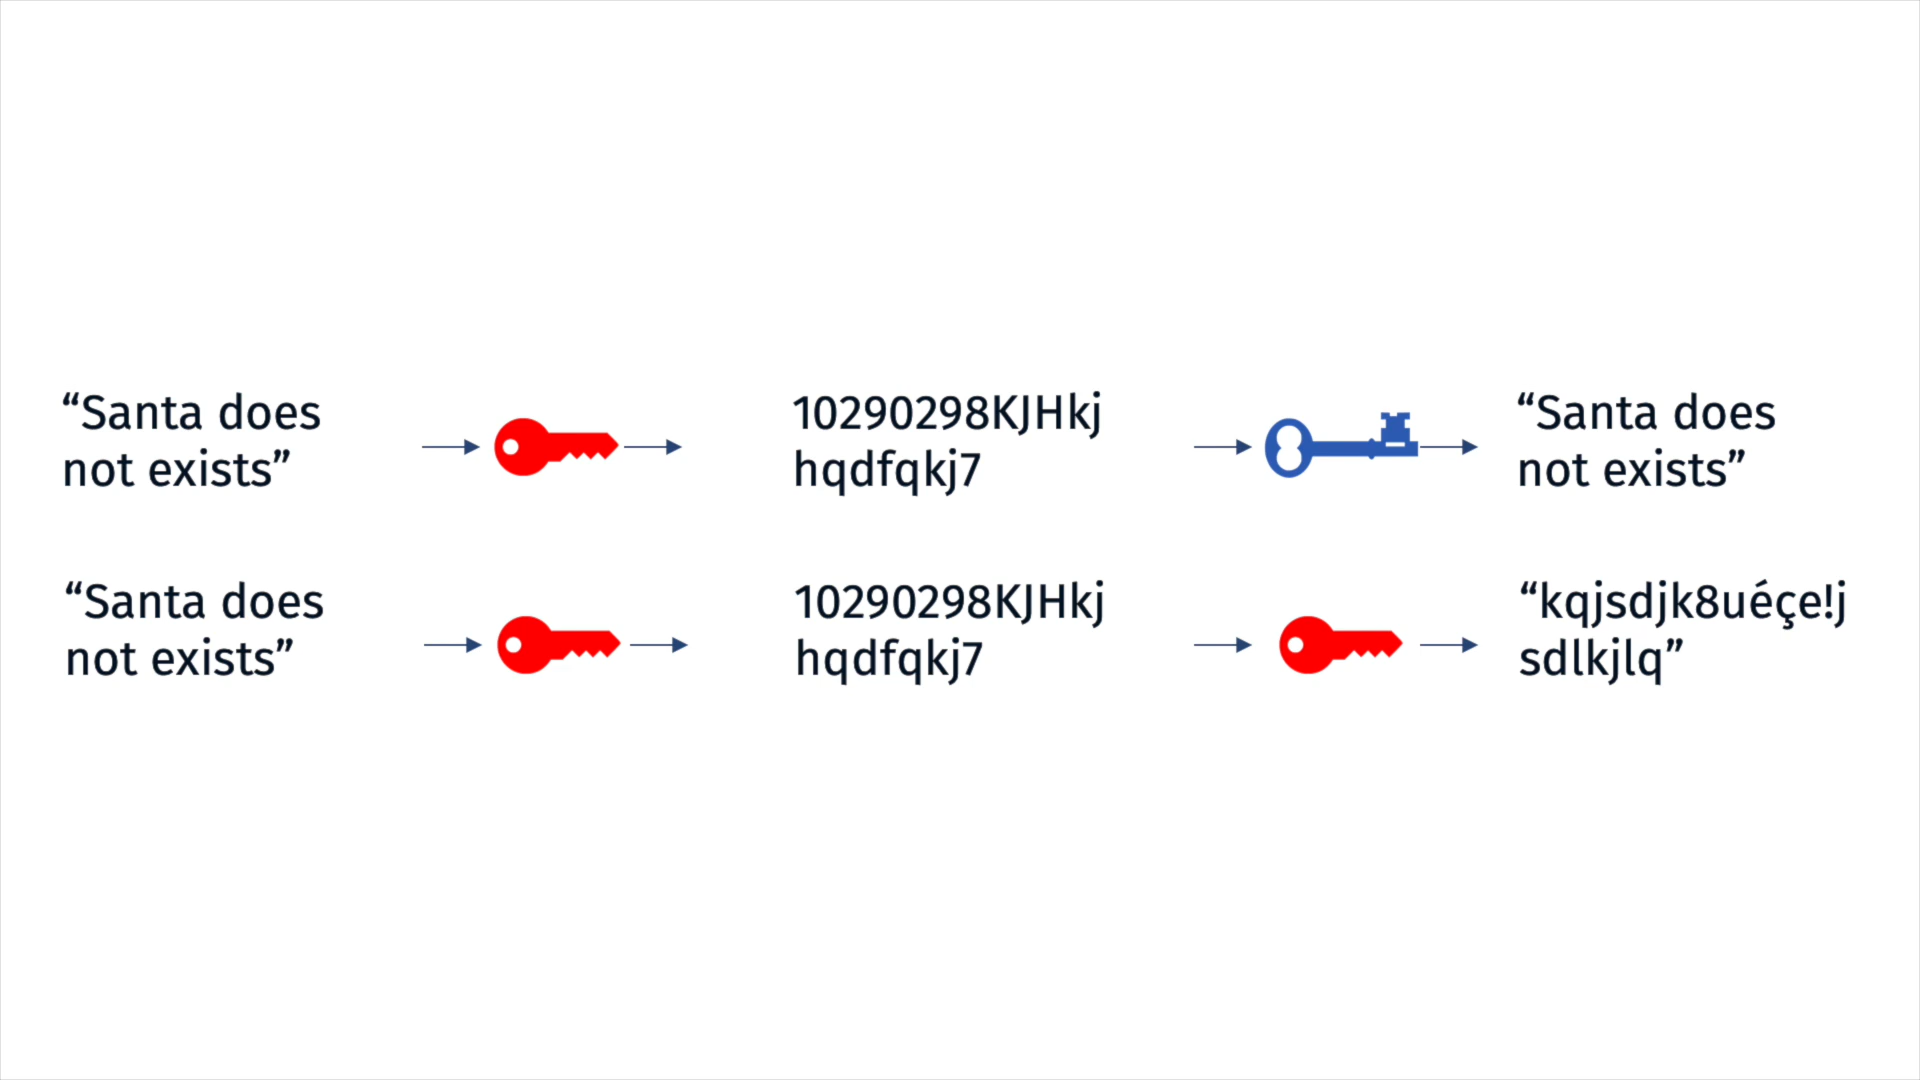 “Santa does
not exists”
10290298KJHkj
hqdfqkj7
“Santa does
not exists”
“Santa does
not exists”
10290298KJHkj
hqdfqkj7
“kqjsdjk8uéçe!j
sdlkjlq”